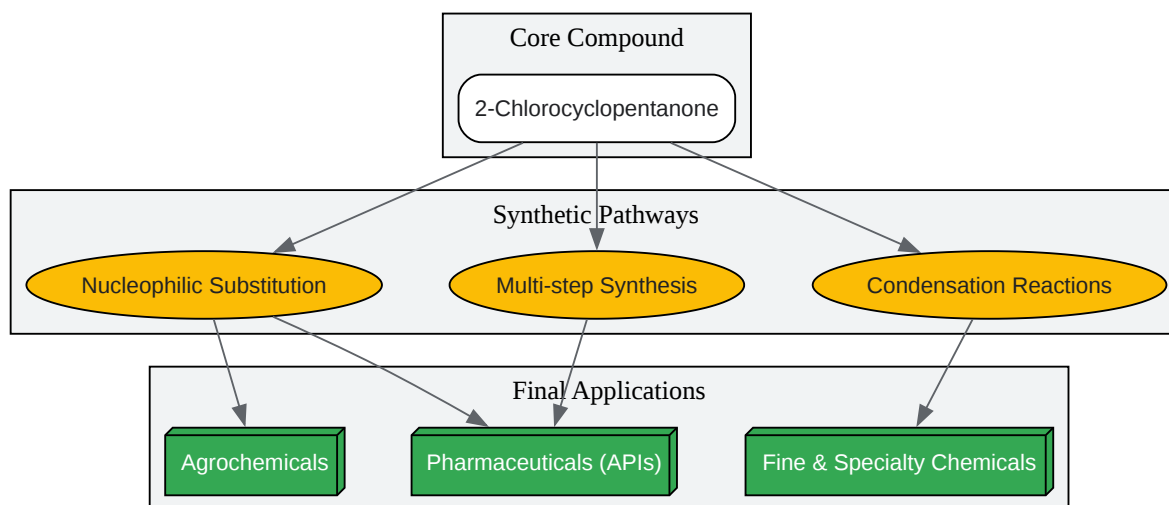 Core Compound
2-Chlorocyclopentanone
Synthetic Pathways
Nucleophilic Substitution
Multi-step Synthesis
Condensation Reactions
Final Applications
Agrochemicals
Pharmaceuticals (APIs)
Fine & Specialty Chemicals